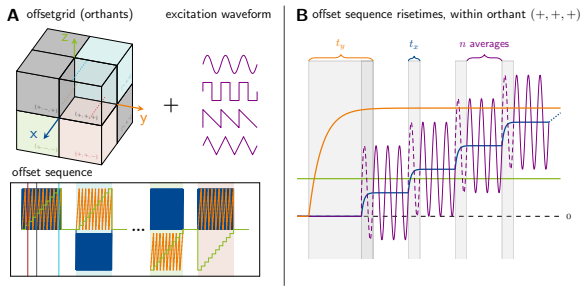 A offsetgrid (orthants) excitation waveform
z
(+,+,+)
y
x
+
offset sequence
...
B offset sequence risetimes, within orthant (+, +, +)
t_y t_x n averages
0